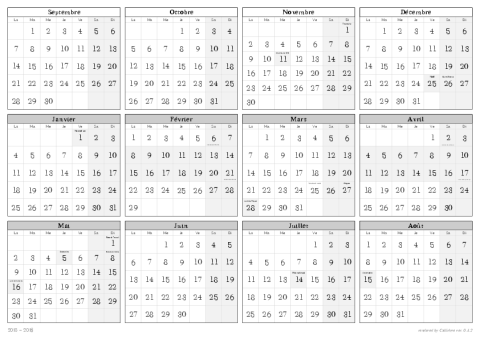 Septembre
Lu Ma Me Je Ve Sa Di
1 2 3 4 5 6
7 8 9 10 11 12 13
14 15 16 17 18 19 20
21 22 23 24 25 26 27
28 29 30
Octobre
Lu Ma Me Je Ve Sa Di
1 2 3 4
5 6 7 8 9 10 11
12 13 14 15 16 17 18
19 20 21 22 23 24 25
26 27 28 29 30 31
Novembre
Lu Ma Me Je Ve Sa Di
1
2 3 4 5 6 7 8
9 10 11 12 13 14 15
16 17 18 19 20 21 22
23 24 25 26 27 28 29
30
Décembre
Lu Ma Me Je Ve Sa Di
1 2 3 4 5 6
7 8 9 10 11 12 13
14 15 16 17 18 19 20
21 22 23 24 25 26 27
28 29 30 31
Janvier
Lu Ma Me Je Ve Sa Di
1 2 3
4 5 6 7 8 9 10
11 12 13 14 15 16 17
18 19 20 21 22 23 24
25 26 27 28 29 30 31
Février
Lu Ma Me Je Ve Sa Di
1 2 3 4 5 6 7
8 9 10 11 12 13 14
15 16 17 18 19 20 21
22 23 24 25 26 27 28
29
Mars
Lu Ma Me Je Ve Sa Di
1 2 3 4 5 6
7 8 9 10 11 12 13
14 15 16 17 18 19 20
21 22 23 24 25 26 27
28 29 30 31
Avril
Lu Ma Me Je Ve Sa Di
1 2 3
4 5 6 7 8 9 10
11 12 13 14 15 16 17
18 19 20 21 22 23 24
25 26 27 28 29 30
Mai
Lu Ma Me Je Ve Sa Di
1
2 3 4 5 6 7 8
9 10 11 12 13 14 15
16 17 18 19 20 21 22
23 24 25 26 27 28 29
30 31
Juin
Lu Ma Me Je Ve Sa Di
1 2 3 4 5
6 7 8 9 10 11 12
13 14 15 16 17 18 19
20 21 22 23 24 25 26
27 28 29 30
Juillet
Lu Ma Me Je Ve Sa Di
1 2 3
4 5 6 7 8 9 10
11 12 13 14 15 16 17
18 19 20 21 22 23 24
25 26 27 28 29 30 31
Août
Lu Ma Me Je Ve Sa Di
1 2 3 4 5 6 7
8 9 10 11 12 13 14
15 16 17 18 19 20 21
22 23 24 25 26 27 28
29 30 31
2015 – 2016